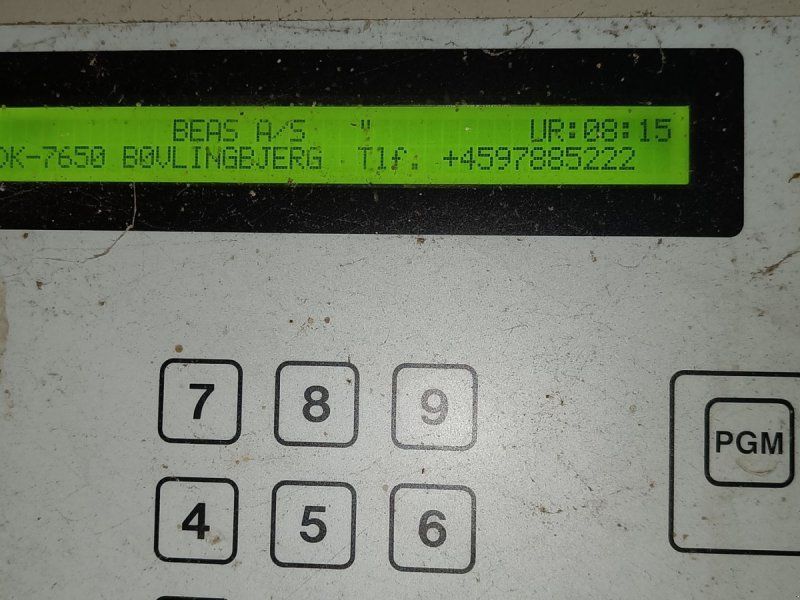 BEAS A/S " UR:08:15
DK-7650 BØVLINGBJERG Tlf. +4597885222
7 8 9
PGM
4 5 6